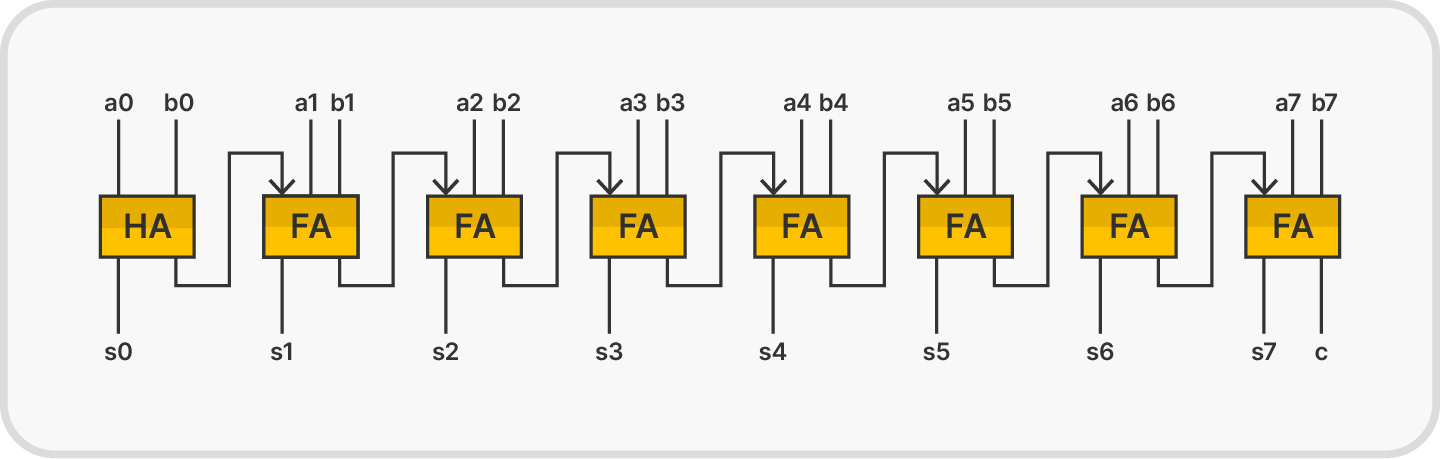 a0 b0 a1 b1 a2 b2 a3 b3 a4 b4 a5 b5 a6 b6 a7 b7
HA FA FA FA FA FA FA FA
s0 s1 s2 s3 s4 s5 s6 s7 c